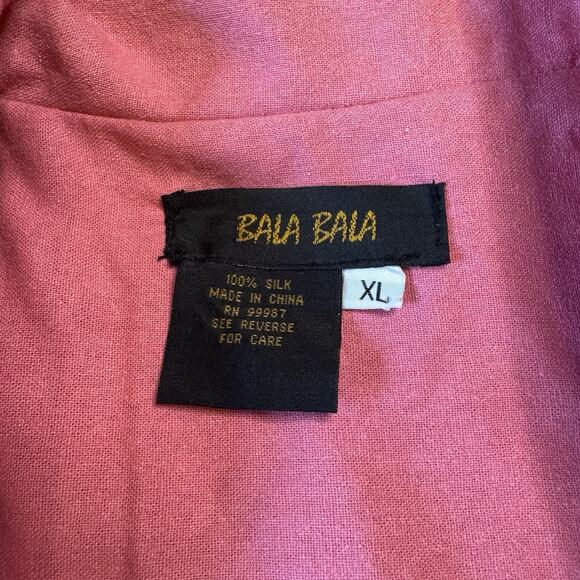 BALA BALA
100% SILK
MADE IN CHINA
RN 99987
SEE REVERSE
FOR CARE
XL